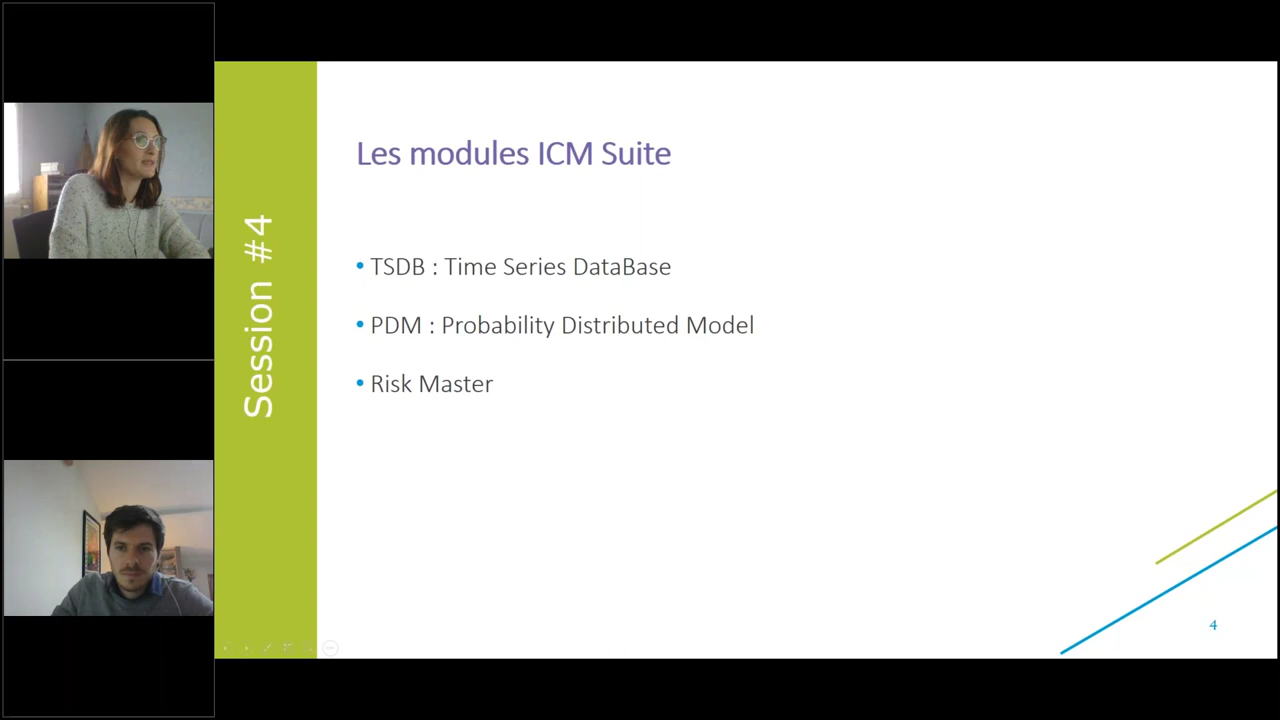 Session #4
Les modules ICM Suite
• TSDB : Time Series DataBase
• PDM : Probability Distributed Model
• Risk Master
4